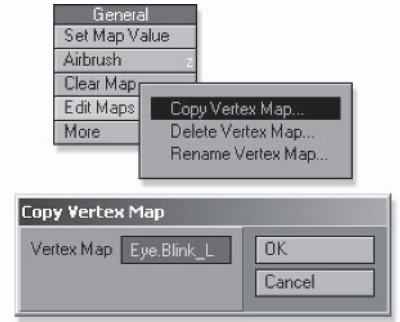 General
Set Map Value
Airbrush z
Clear Map
Edit Maps
More
Copy Vertex Map...
Delete Vertex Map...
Rename Vertex Map...
Copy Vertex Map
Vertex Map Eye.Blink_L
OK
Cancel